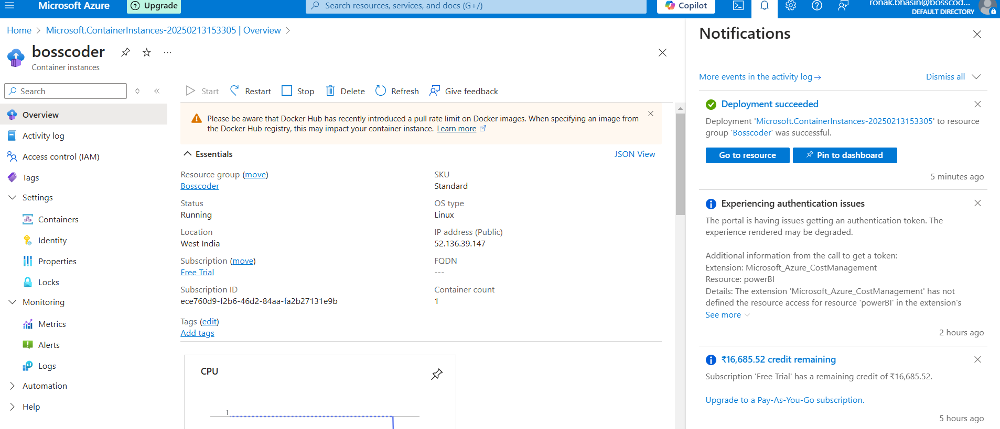 Microsoft Azure
Upgrade
Search resources, services, and docs (G+/)
Copilot
ronak.bhasin@bosscod...
DEFAULT DIRECTORY
Home > Microsoft.ContainerInstances-20250213153305 | Overview >
bosscoder
Container instances
Search
Overview
Activity log
Access control (IAM)
Tags
Settings
Containers
Identity
Properties
Locks
Monitoring
Metrics
Alerts
Logs
Automation
Help
Start Restart Stop Delete Refresh Give feedback
Please be aware that Docker Hub has recently introduced a pull rate limit on Docker images. When specifying an image from
the Docker Hub registry, this may impact your container instance. Learn more
Essentials
JSON View
Resource group (move)
Bosscoder
Status
Running
Location
West India
Subscription (move)
Free Trial
Subscription ID
ece760d9-f2b6-46d2-84aa-fa2b27131e9b
Tags (edit)
Add tags
SKU
Standard
OS type
Linux
IP address (Public)
52.136.39.147
FQDN
---
Container count
1
CPU
1
Notifications
More events in the activity log →
Dismiss all
Deployment succeeded
Deployment 'Microsoft.ContainerInstances-20250213153305' to resource
group 'Bosscoder' was successful.
Go to resource
Pin to dashboard
5 minutes ago
Experiencing authentication issues
The portal is having issues getting an authentication token. The
experience rendered may be degraded.
Additional information from the call to get a token:
Extension: Microsoft_Azure_CostManagement
Resource: powerBI
Details: The extension 'Microsoft_Azure_CostManagement' has not
defined the resource access for resource 'powerBI' in the extension's
See more
2 hours ago
₹16,685.52 credit remaining
Subscription 'Free Trial' has a remaining credit of ₹16,685.52.
Upgrade to a Pay-As-You-Go subscription.
5 hours ago